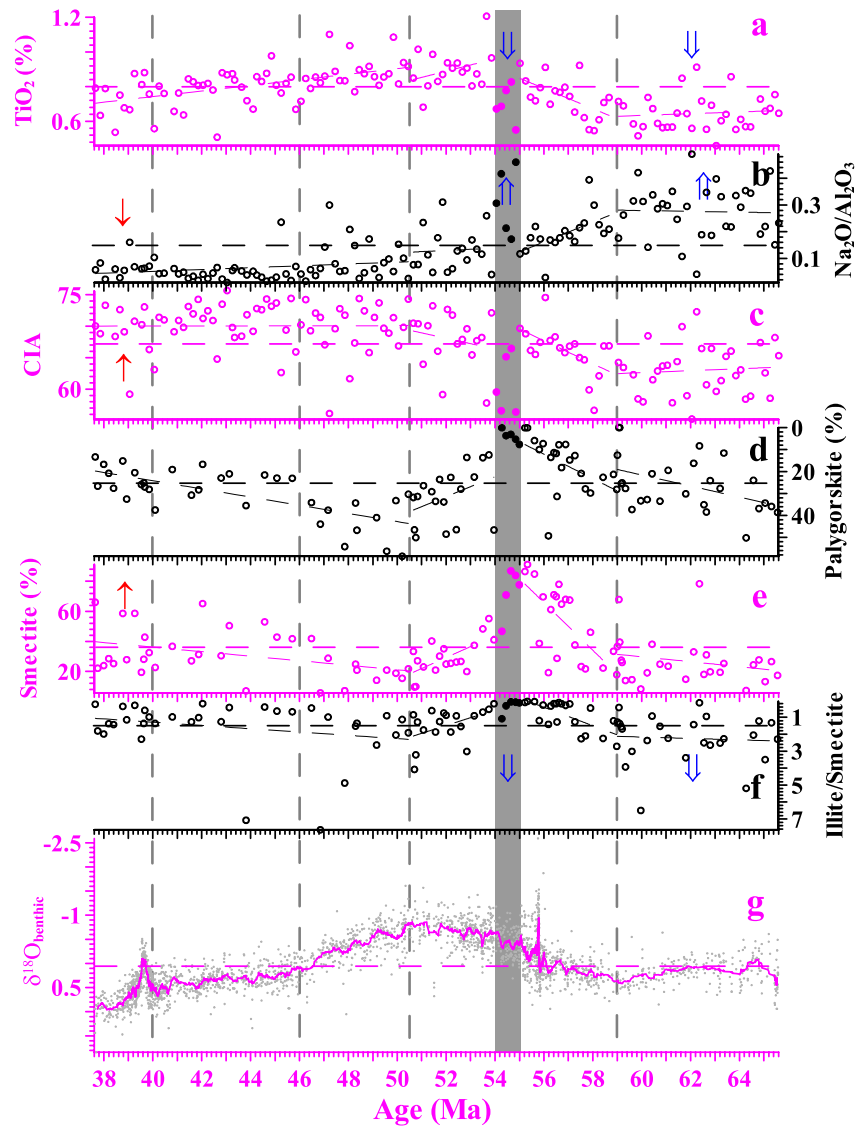 a
TiO₂ (%)
1.2
0.6
b
Na₂O/Al₂O₃
0.3
0.1
c
CIA
75
60
d
Palygorskite (%)
0
20
40
e
Smectite (%)
60
20
f
Illite/Smectite
1
3
5
7
g
δ¹⁸Obenthic
-2.5
-1
0.5
38 40 42 44 46 48 50 52 54 56 58 60 62 64
Age (Ma)